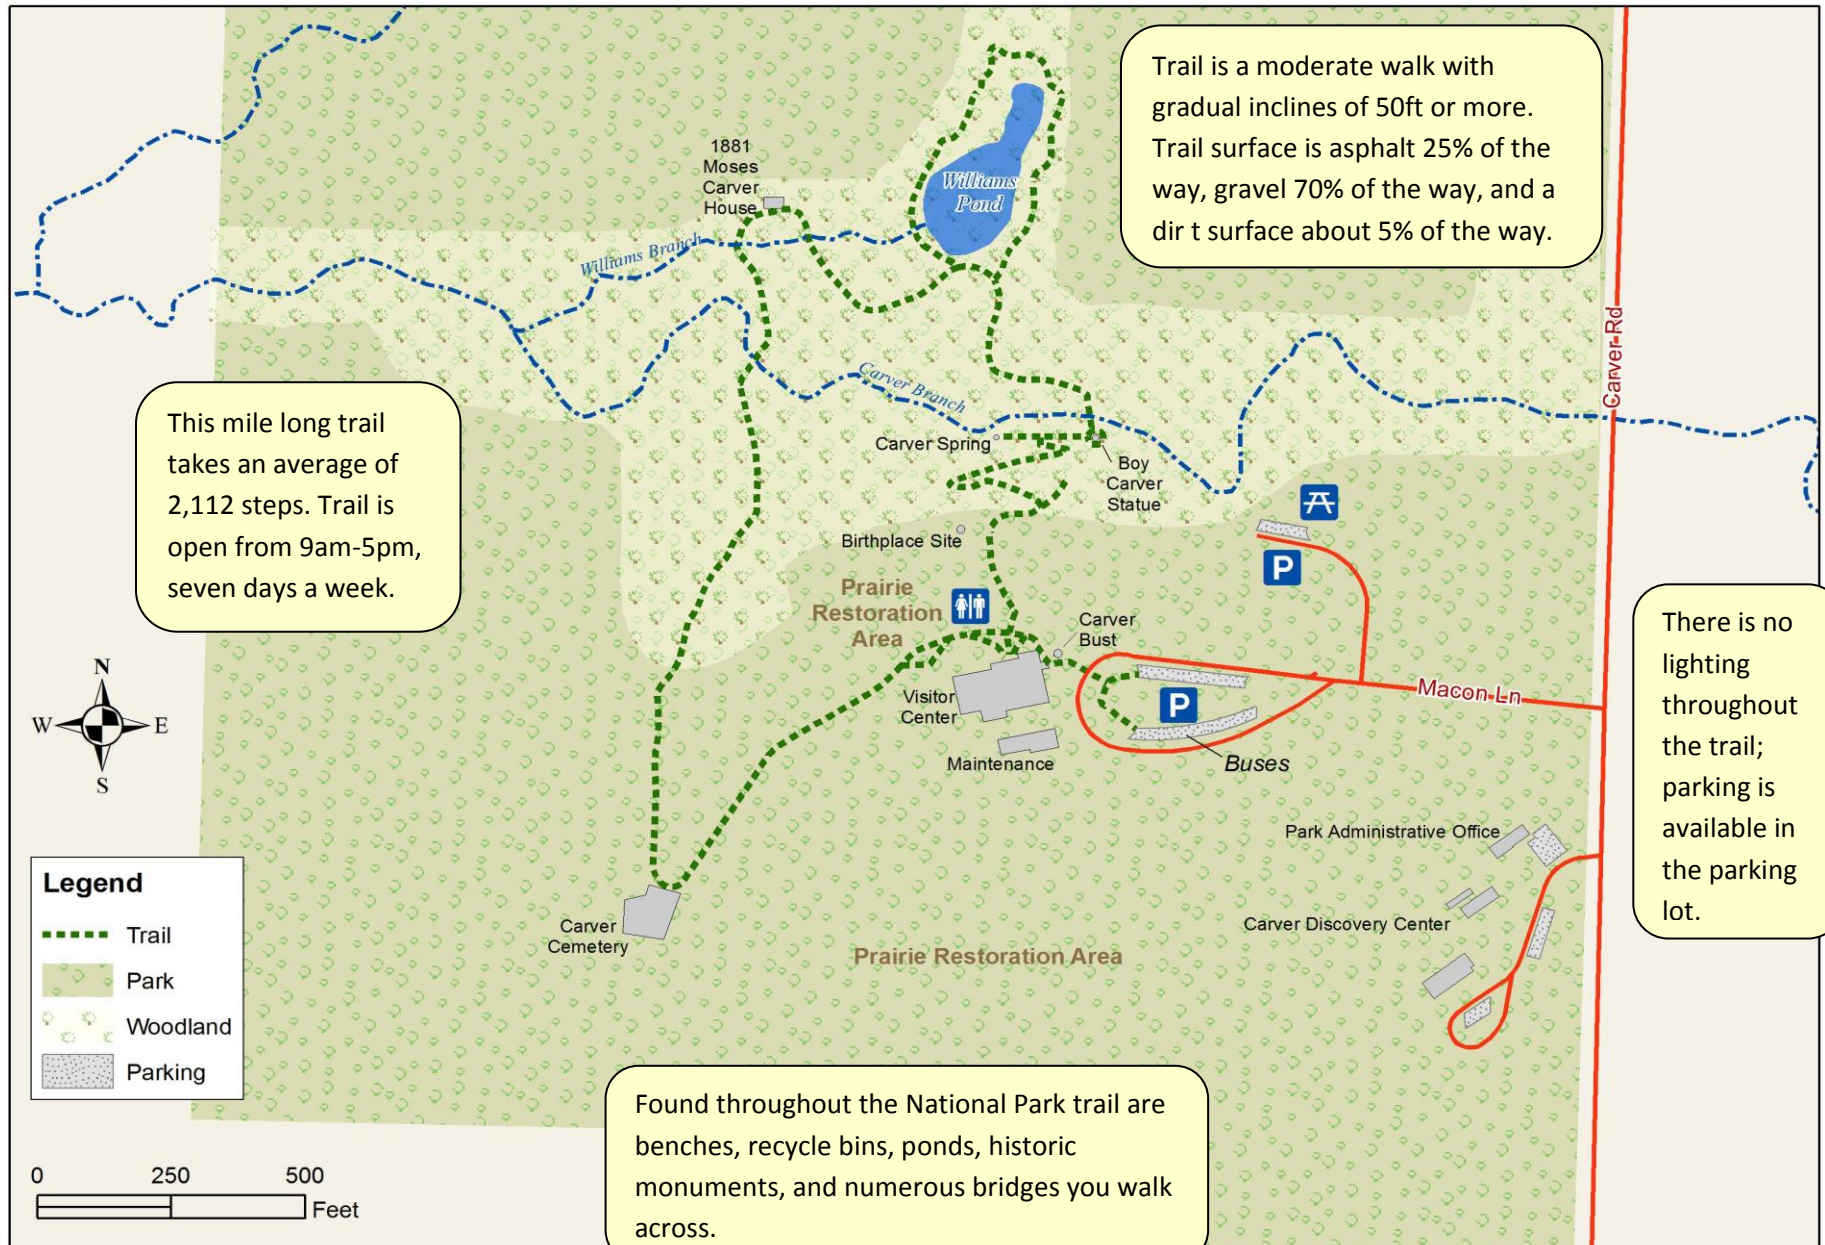 Trail is a moderate walk with
gradual inclines of 50ft or more.
Trail surface is asphalt 25% of the
way, gravel 70% of the way, and a
dir t surface about 5% of the way.
1881
Moses
Carver
House
Williams
Pond
Williams Branch
Carver Rd
Carver Branch
This mile long trail
takes an average of
2,112 steps. Trail is
open from 9am-5pm,
seven days a week.
Carver Spring
Boy
Carver
Statue
Birthplace Site
P
Prairie
Restoration
Area
Carver
Bust
There is no
lighting
throughout
the trail;
parking is
available in
the parking
lot.
N
W
E
S
Visitor
Center
P
Macon Ln
Maintenance
Buses
Park Administrative Office
Carver Discovery Center
Carver
Cemetery
Prairie Restoration Area
Legend
Trail
Park
Woodland
Parking
Found throughout the National Park trail are
benches, recycle bins, ponds, historic
monuments, and numerous bridges you walk
across.
0 250 500
Feet